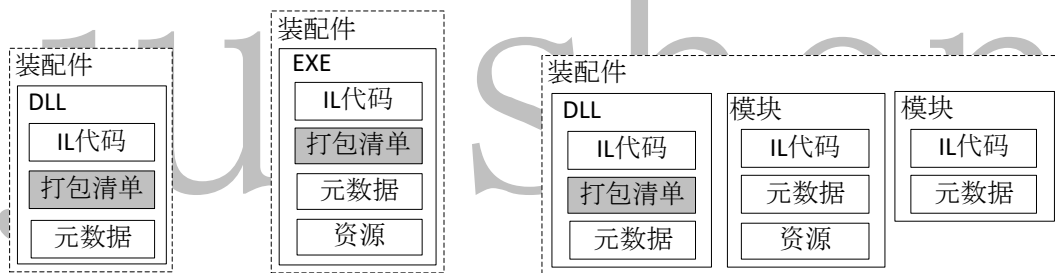 装配件
DLL
IL代码
打包清单
元数据
装配件
EXE
IL代码
打包清单
元数据
资源
装配件
DLL
IL代码
打包清单
元数据
模块
IL代码
元数据
资源
模块
IL代码
元数据